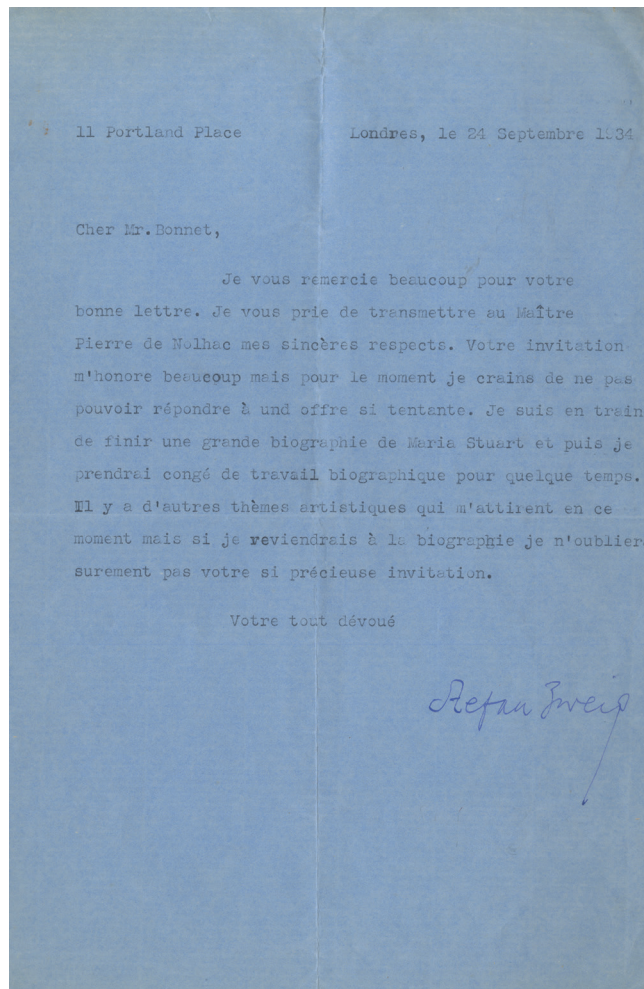 11 Portland Place Londres, le 24 Septembre 1934
Cher Mr. Bonnet,
Je vous remercie beaucoup pour votre
bonne lettre. Je vous prie de transmettre au Maître
Pierre de Nolhac mes sincères respects. Votre invitation
m'honore beaucoup mais pour le moment je crains de ne pas
pouvoir répondre à und offre si tentante. Je suis en train
de finir une grande biographie de Maria Stuart et puis je
prendrai congé de travail biographique pour quelque temps.
Il y a d'autres thèmes artistiques qui m'attirent en ce
moment mais si je reviendrais à la biographie je n'oublier
surement pas votre si précieuse invitation.
Votre tout dévoué
Stefan Zweig